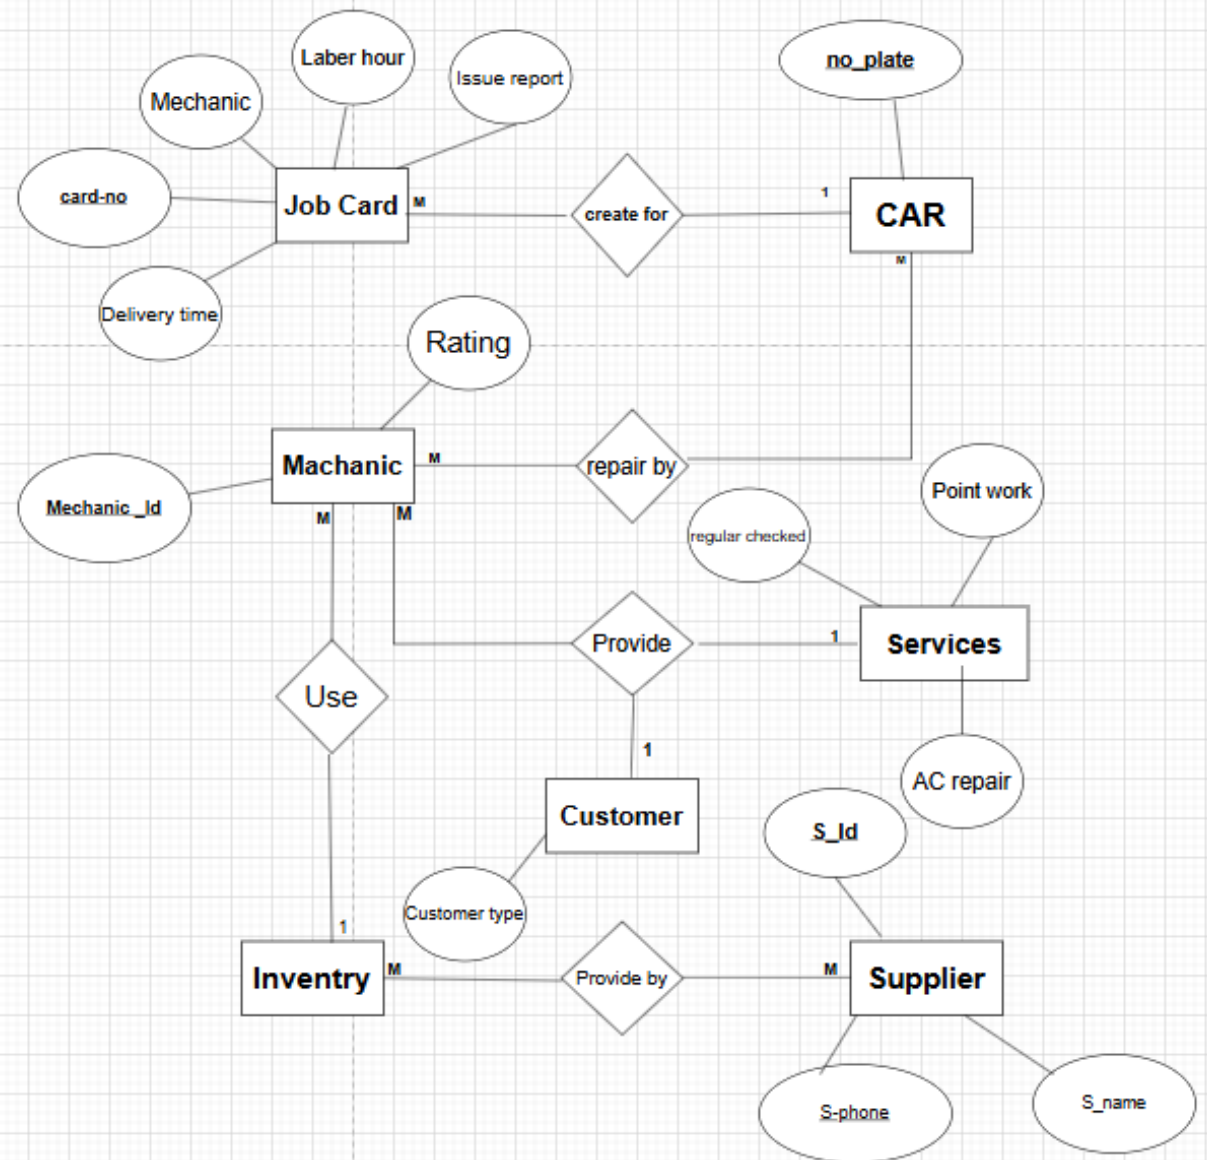 Laber hour
Issue report
no_plate
Mechanic
card-no
Job Card
M
create for
1
CAR
M
Delivery time
Rating
Machanic
M
repair by
Mechanic _Id
M
M
regular checked
Point work
Provide
1
Services
Use
1
AC repair
Customer
S_Id
Customer type
1
Inventry
M
Provide by
M
Supplier
S-phone
S_name